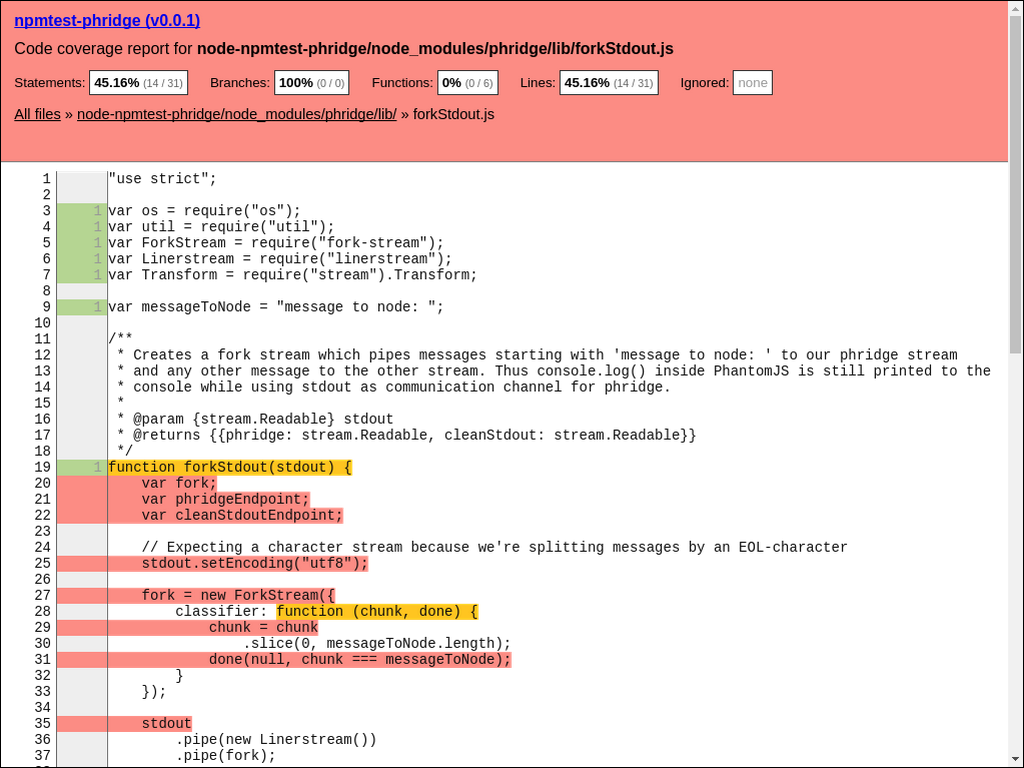 npmtest-phridge (v0.0.1)
Code coverage report for node-npmtest-phridge/node_modules/phridge/lib/forkStdout.js
Statements: 45.16% (14 / 31) Branches: 100% (0 / 0) Functions: 0% (0 / 6) Lines: 45.16% (14 / 31) Ignored: none
All files » node-npmtest-phridge/node_modules/phridge/lib/ » forkStdout.js
1 "use strict";
2
3 1 var os = require("os");
4 1 var util = require("util");
5 1 var ForkStream = require("fork-stream");
6 1 var Linerstream = require("linerstream");
7 1 var Transform = require("stream").Transform;
8
9 1 var messageToNode = "message to node: ";
10
11 /**
12  * Creates a fork stream which pipes messages starting with 'message to node: ' to our phridge stream
13  * and any other message to the other stream. Thus console.log() inside PhantomJS is still printed to the
14  * console while using stdout as communication channel for phridge.
15  *
16  * @param {stream.Readable} stdout
17  * @returns {{phridge: stream.Readable, cleanStdout: stream.Readable}}
18  */
19 1 function forkStdout(stdout) {
20     var fork;
21     var phridgeEndpoint;
22     var cleanStdoutEndpoint;
23
24     // Expecting a character stream because we're splitting messages by an EOL-character
25     stdout.setEncoding("utf8");
26
27     fork = new ForkStream({
28         classifier: function (chunk, done) {
29             chunk = chunk
30                 .slice(0, messageToNode.length);
31             done(null, chunk === messageToNode);
32         }
33     });
34
35     stdout
36         .pipe(new Linerstream())
37         .pipe(fork);